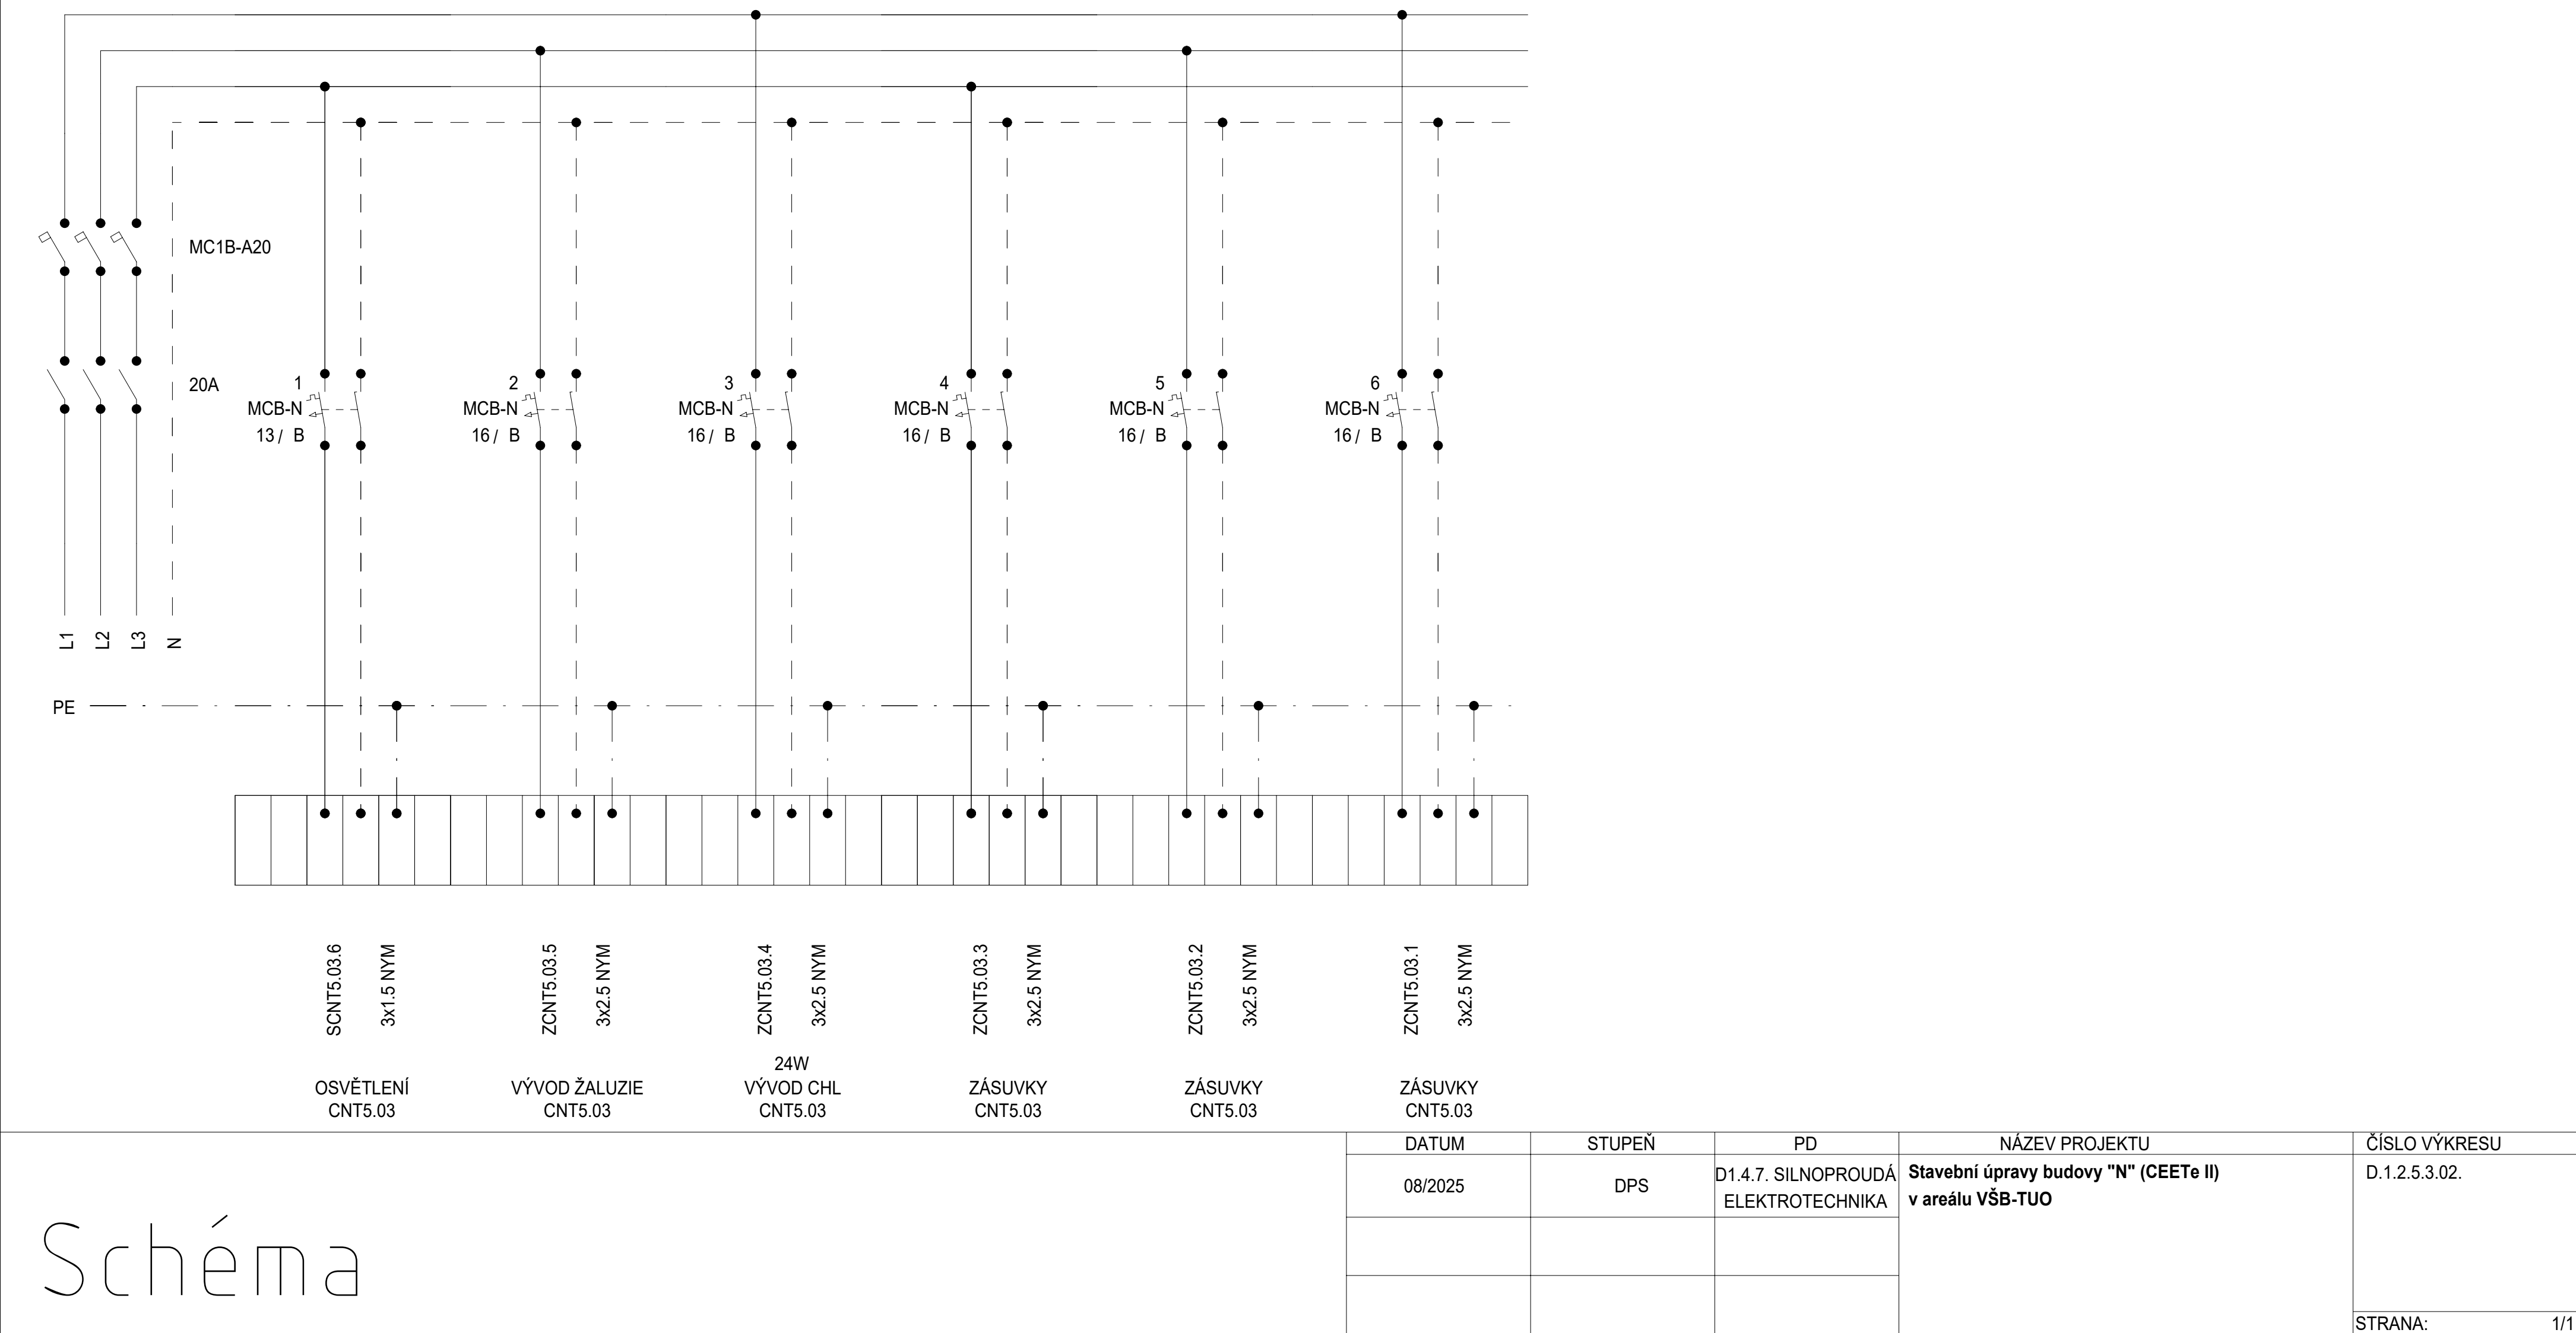 MC1B-A20
20A
1
MCB-N
13 / B
2
MCB-N
16 / B
3
MCB-N
16 / B
4
MCB-N
16 / B
5
MCB-N
16 / B
6
MCB-N
16 / B
L1
L2
L3
N
PE
SCNT5.03.6
3x1.5 NYM
OSVĚTLENÍ
CNT5.03
ZCNT5.03.5
3x2.5 NYM
VÝVOD ŽALUZIE
CNT5.03
ZCNT5.03.4
3x2.5 NYM
24W
VÝVOD CHL
CNT5.03
ZCNT5.03.3
3x2.5 NYM
ZÁSUVKY
CNT5.03
ZCNT5.03.2
3x2.5 NYM
ZÁSUVKY
CNT5.03
ZCNT5.03.1
3x2.5 NYM
ZÁSUVKY
CNT5.03
Schéma
DATUM
08/2025
STUPEŇ
DPS
PD
D1.4.7. SILNOPROUDÁ
ELEKTROTECHNIKA
NÁZEV PROJEKTU
Stavební úpravy budovy "N" (CEETe II)
v areálu VŠB-TUO
ČÍSLO VÝKRESU
D.1.2.5.3.02.
STRANA: 1/1